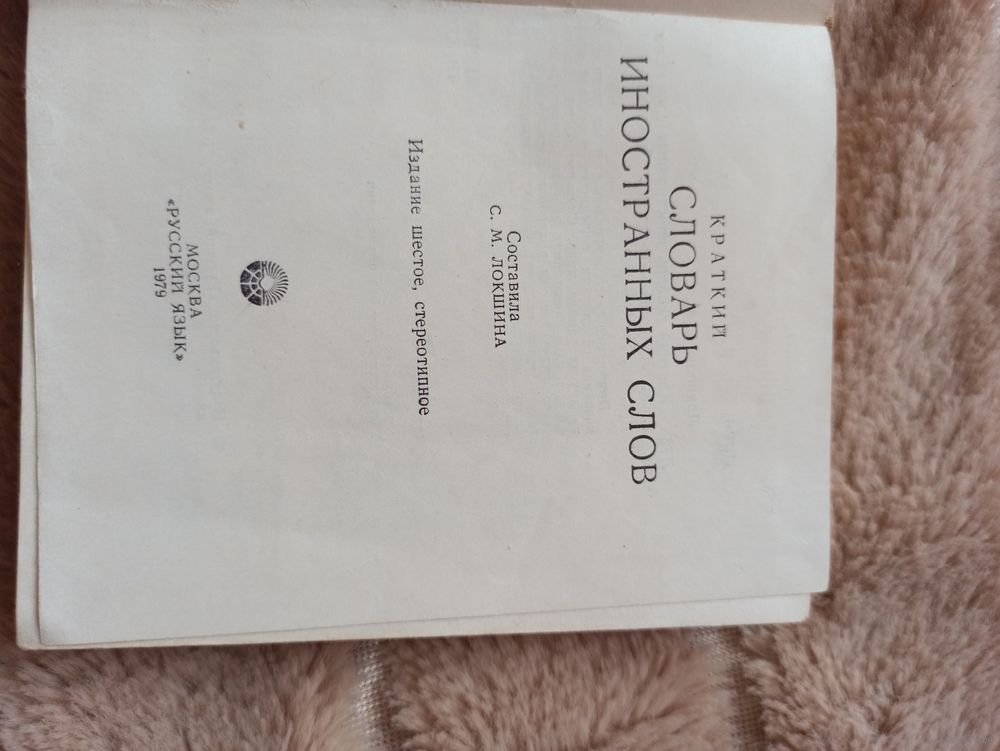 КРАТКИЙ
СЛОВАРЬ
ИНОСТРАННЫХ СЛОВ
Составила
С. М. ЛОКШИНА
Издание шестое, стереотипное
МОСКВА
«РУССКИЙ ЯЗЫК»
1979